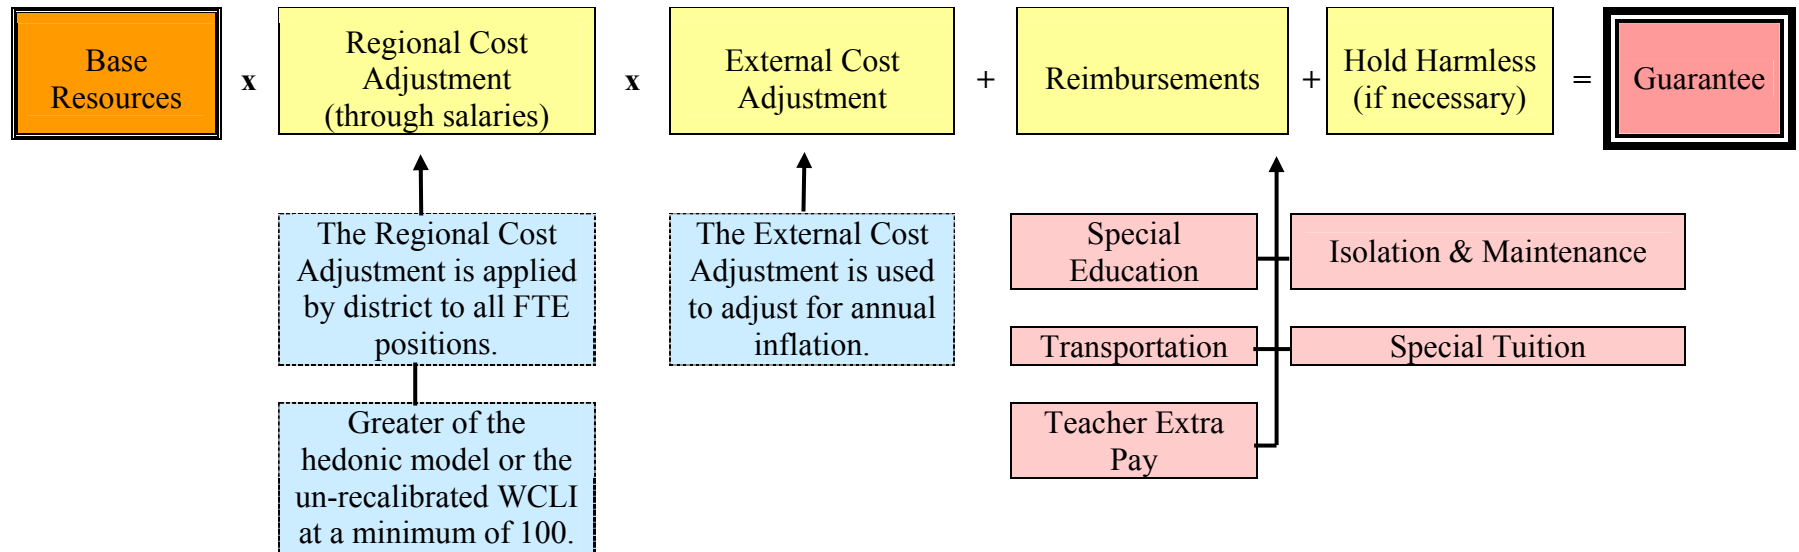 Base
Resources
x
Regional Cost
Adjustment
(through salaries)
x
External Cost
Adjustment
+
Reimbursements
+
Hold Harmless
(if necessary)
=
Guarantee
The Regional Cost
Adjustment is applied
by district to all FTE
positions.
The External Cost
Adjustment is used
to adjust for annual
inflation.
Special
Education
Isolation & Maintenance
Transportation
Special Tuition
Teacher Extra
Pay
Greater of the
hedonic model or the
un-recalibrated WCLI
at a minimum of 100.